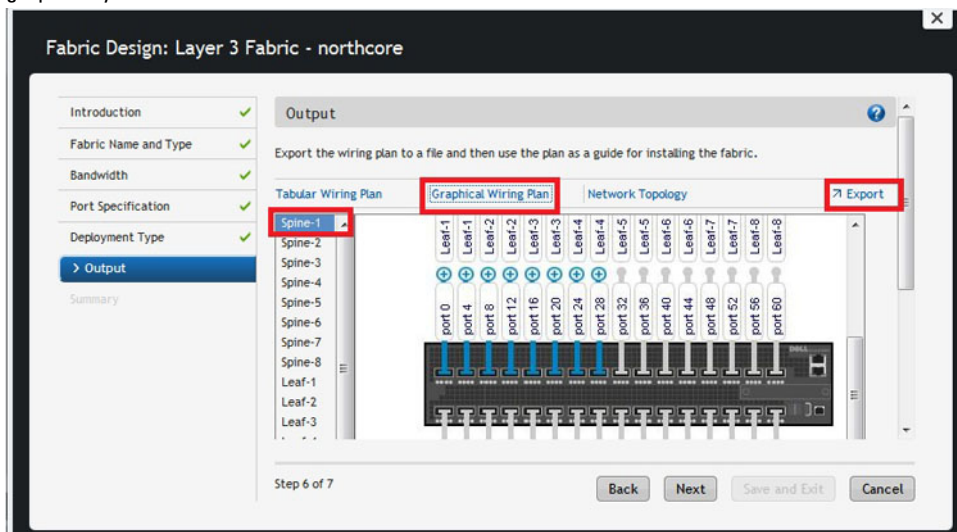 Fabric Design: Layer 3 Fabric - northcore
Introduction
Fabric Name and Type
Bandwidth
Port Specification
Deployment Type
> Output
Summary
Output
Export the wiring plan to a file and then use the plan as a guide for installing the fabric.
Tabular Wiring Plan Graphical Wiring Plan Network Topology Export
Spine-1
Spine-2
Spine-3
Spine-4
Spine-5
Spine-6
Spine-7
Spine-8
Leaf-1
Leaf-2
Leaf-3
Leaf-1 Leaf-1 Leaf-2 Leaf-2 Leaf-3 Leaf-3 Leaf-4 Leaf-4 Leaf-5 Leaf-5 Leaf-6 Leaf-6 Leaf-7 Leaf-7 Leaf-8 Leaf-8
port 0 port 4 port 8 port 12 port 16 port 20 port 24 port 28 port 32 port 36 port 40 port 44 port 48 port 52 port 56 port 60
DELL
Step 6 of 7
Back Next Save and Exit Cancel